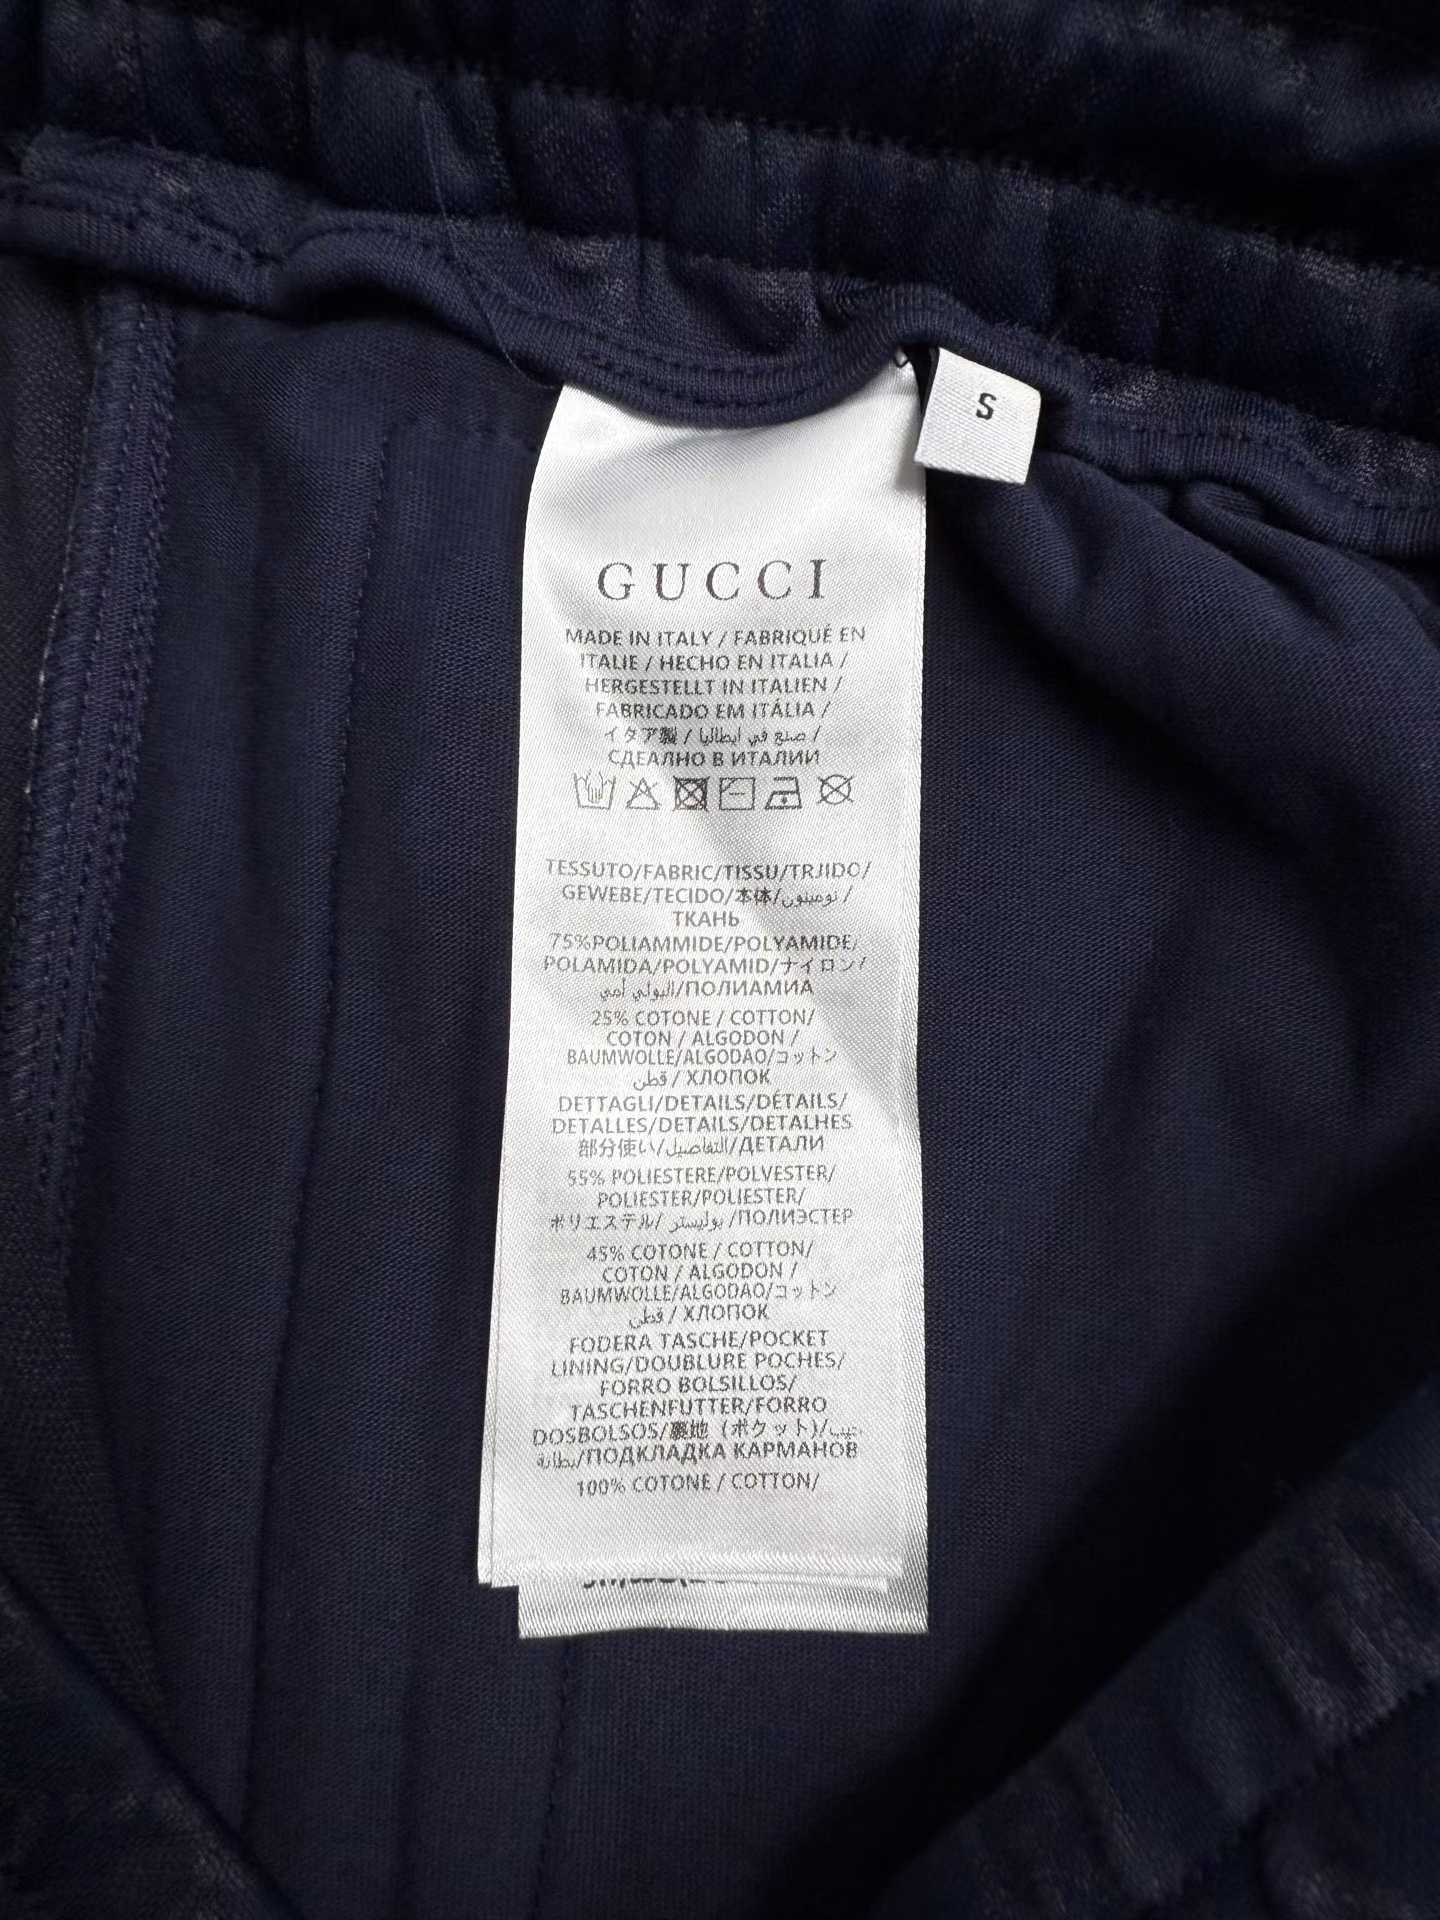 S
GUCCI
MADE IN ITALY / FABRIQUÉ EN
ITALIE / HECHO EN ITALIA /
HERGESTELLT IN ITALIEN /
FABRICADO EM ITÁLIA /
イタア製 / صنع في ايطاليا /
СДЕАЛНО В ИТАЛИИ
TESSUTO/FABRIC/TISSU/TRJIDO/
GEWEBE/TECIDO/本体/نومينون /
ТКАНЬ
75%POLIAMMIDE/POLYAMIDE/
POLAMIDA/POLYAMID/ナイロン/
البولي أمي/ПОЛИАМИА
25% COTONE / COTTON/
COTON / ALGODON /
BAUMWOLLE/ALGODAO/コットン
قطن / ХЛОПОК
DETTAGLI/DETAILS/DÉTAILS/
DETALLES/DETAILS/DETALHES
部分使い/التفاصيل/ДЕТАЛИ
55% POLIESTERE/POLVESTER/
POLIESTER/POLIESTER/
ポリエステル/ بوليستر /ПОЛИЭСТЕР
45% COTONE / COTTON/
COTON / ALGODON /
BAUMWOLLE/ALGODAO/コットン
قطن / ХЛОПОК
FODERA TASCHE/POCKET
LINING/DOUBLURE POCHES/
FORRO BOLSILLOS/
TASCHENFUTTER/FORRO
DOSBOLSOS/裏地 (ポケット)/جيب
بطانة/ПОДКЛАДКА КАРМАНОВ
100% COTONE / COTTON/